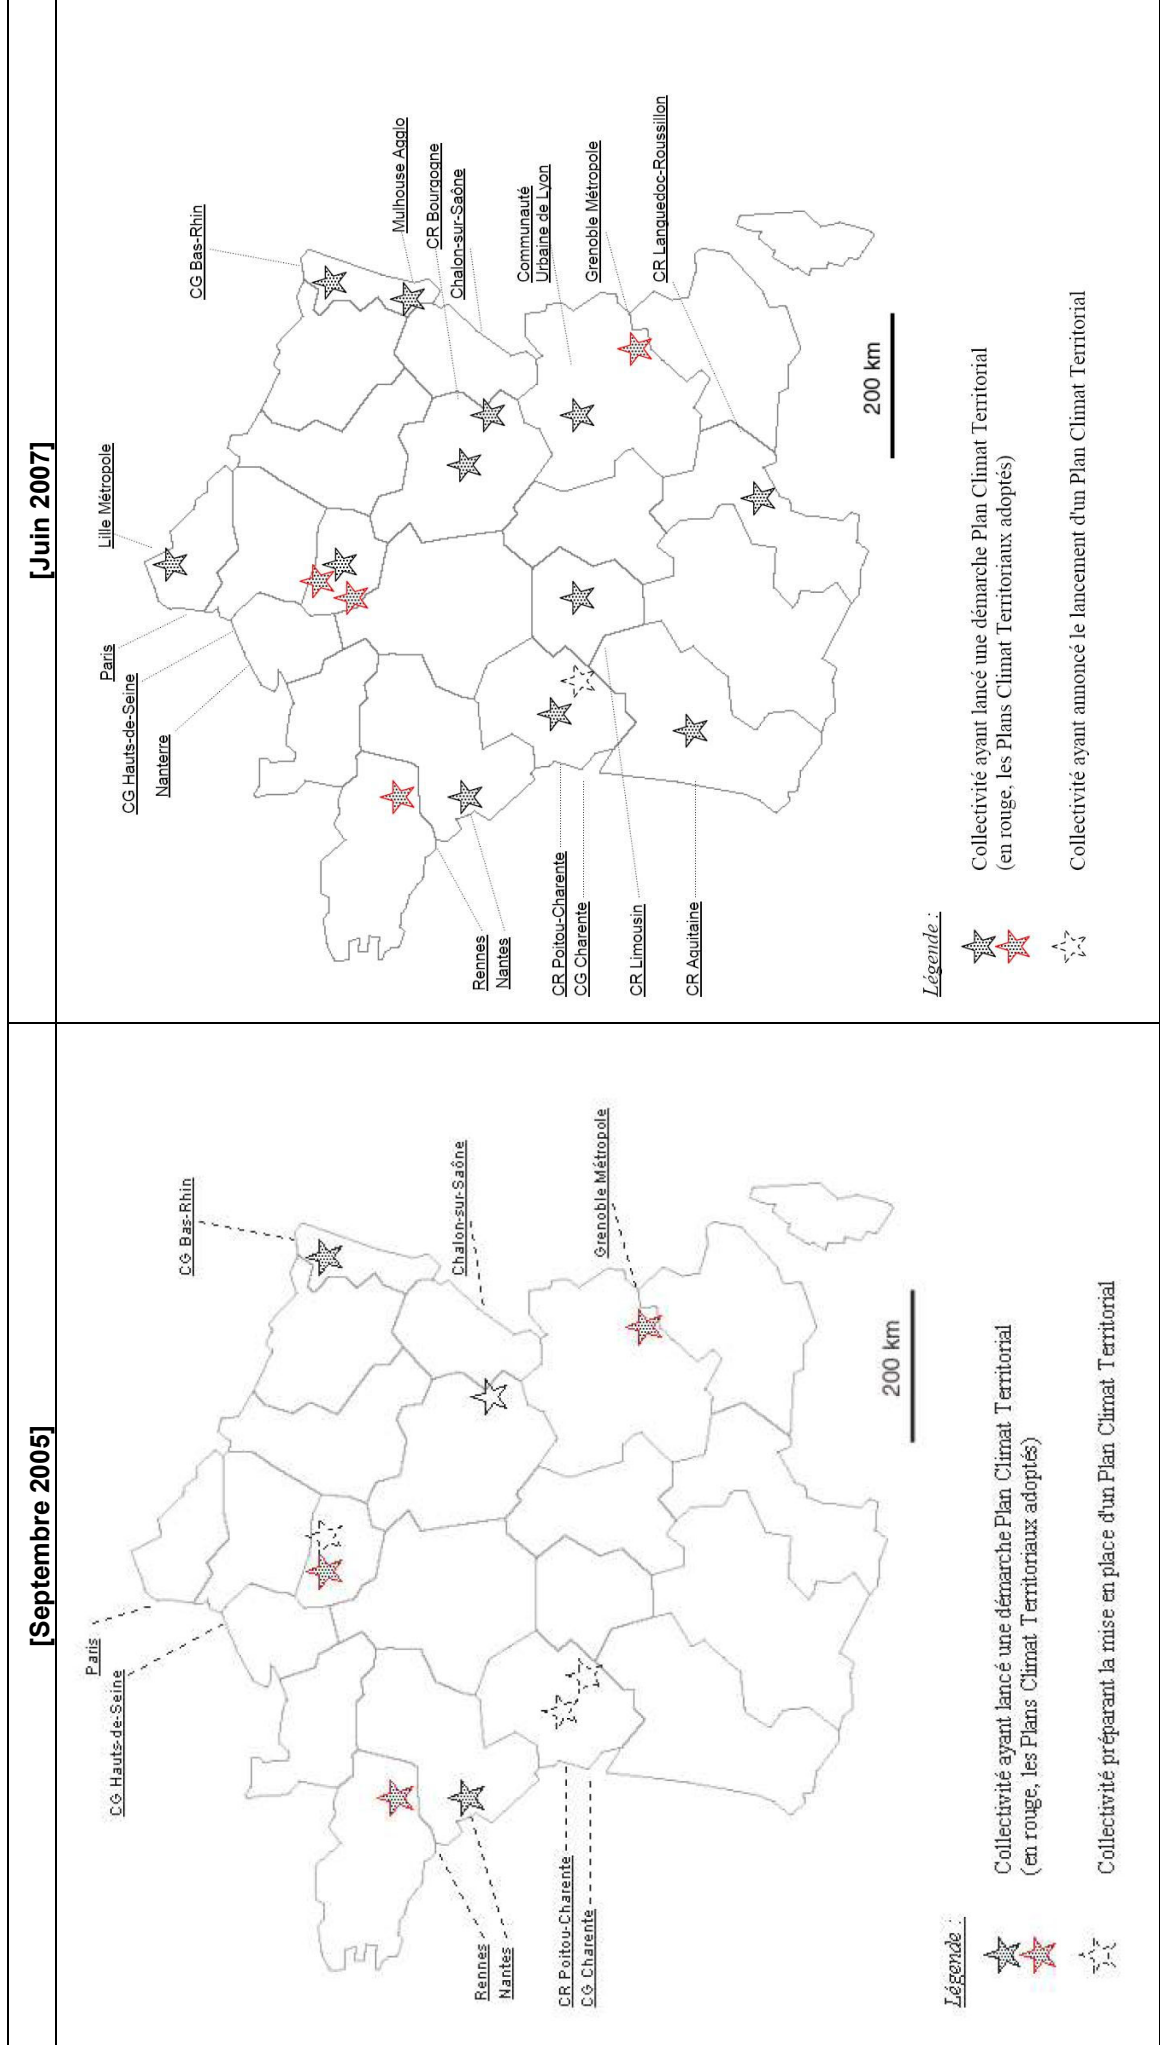 [Septembre 2005]
Paris
CG Hauts-de-Seine
CG Bas-Rhin
Chalon-sur-Saône
Grenoble Métropole
Rennes
Nantes
CR Poitou-Charente
CG Charente
200 km
Légende :
Collectivité ayant lancé une démarche Plan Climat Territorial
(en rouge, les Plans Climat Territoriaux adoptés)
Collectivité préparant la mise en place d'un Plan Climat Territorial
[Juin 2007]
Lille Métropole
Paris
CG Hauts-de-Seine
Nanterre
CG Bas-Rhin
Mulhouse Agglo
CR Bourgogne
Chalon-sur-Saône
Communauté
Urbaine de Lyon
Grenoble Métropole
CR Languedoc-Roussillon
Rennes
Nantes
CR Poitou-Charente
CG Charente
CR Limousin
CR Aquitaine
200 km
Légende :
Collectivité ayant lancé une démarche Plan Climat Territorial
(en rouge, les Plans Climat Territoriaux adoptés)
Collectivité ayant annoncé le lancement d'un Plan Climat Territorial